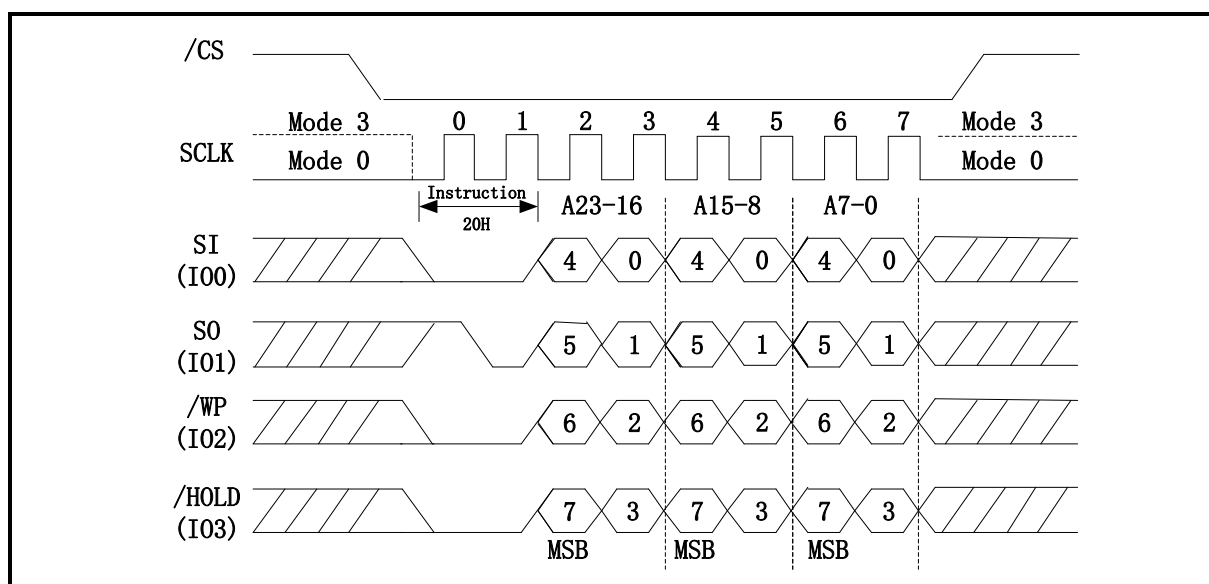 /CS
Mode 3 0 1 2 3 4 5 6 7 Mode 3
SCLK
Mode 0 Mode 0
Instruction
20H
A23-16 A15-8 A7-0
SI
(IO0)
4 0 4 0 4 0
SO
(IO1)
5 1 5 1 5 1
/WP
(IO2)
6 2 6 2 6 2
/HOLD
(IO3)
7 3 7 3 7 3
MSB MSB MSB